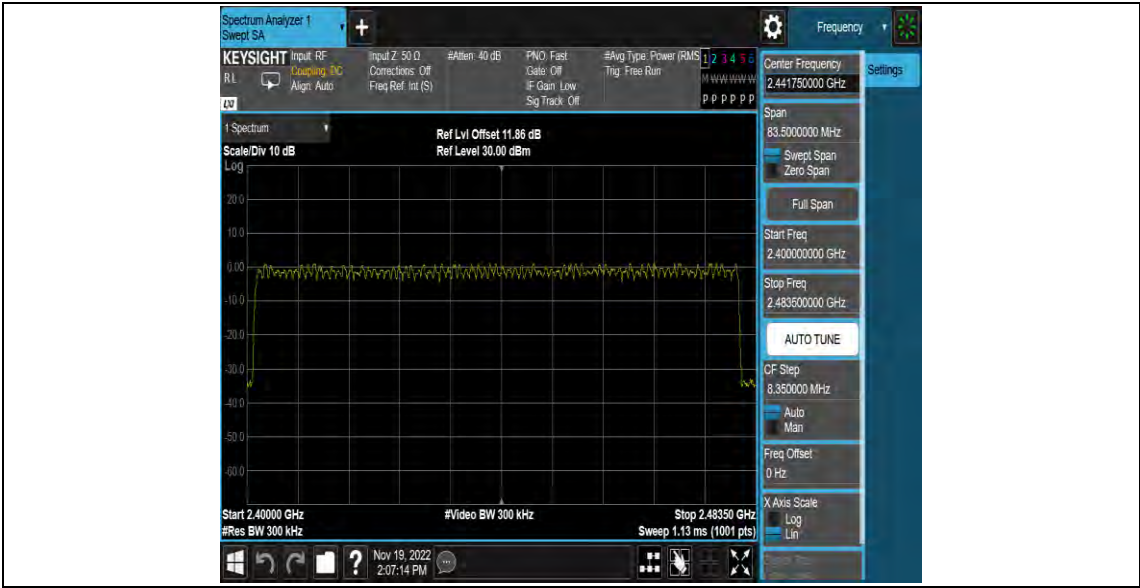 Spectrum Analyzer 1
Swept SA
+
Frequency
KEYSIGHT
R L
LXI
Input: RF
Coupling: DC
Align: Auto
Input Z: 50 Ω
Corrections: Off
Freq Ref: Int (S)
#Atten: 40 dB
PNO: Fast
Gate: Off
IF Gain: Low
Sig Track: Off
#Avg Type: Power (RMS
Trig: Free Run
1 2 3 4 5 6
M W W W W W
P P P P P P
Center Frequency
2.441750000 GHz
Settings
Span
83.5000000 MHz
Swept Span
Zero Span
Full Span
Start Freq
2.400000000 GHz
Stop Freq
2.483500000 GHz
AUTO TUNE
CF Step
8.350000 MHz
Auto
Man
Freq Offset
0 Hz
X Axis Scale
Log
Lin
1 Spectrum
Scale/Div 10 dB
Ref Lvl Offset 11.86 dB
Ref Level 30.00 dBm
Log
20.0
10.0
0.00
-10.0
-20.0
-30.0
-40.0
-50.0
-60.0
Start 2.40000 GHz
#Video BW 300 kHz
Stop 2.48350 GHz
#Res BW 300 kHz
Sweep 1.13 ms (1001 pts)
?
Nov 19, 2022
2:07:14 PM